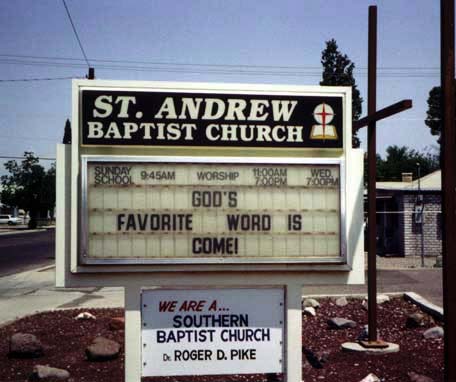 ST. ANDREW
BAPTIST CHURCH
SUNDAY SCHOOL 9:45AM WORSHIP 11:00AM 7:00PM WED. 7:00PM
GOD'S
FAVORITE WORD IS
COME!
WE ARE A...
SOUTHERN
BAPTIST CHURCH
DR. ROGER D. PIKE